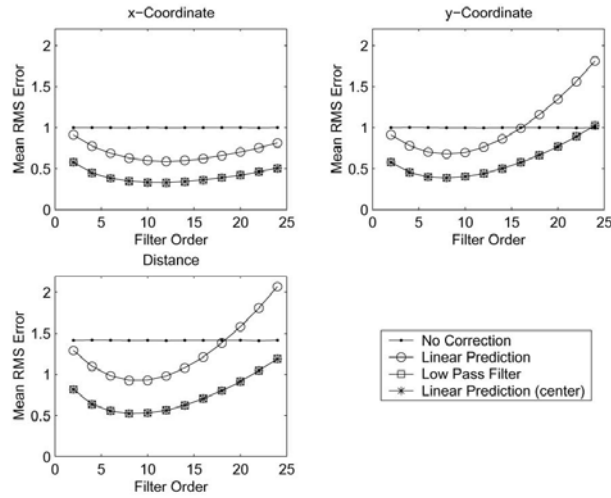 x−Coordinate
Mean RMS Error
2
1.5
1
0.5
0
0 5 10 15 20 25
Filter Order
y−Coordinate
Mean RMS Error
2
1.5
1
0.5
0
0 5 10 15 20 25
Filter Order
Distance
Mean RMS Error
2
1.5
1
0.5
0
0 5 10 15 20 25
Filter Order
No Correction
Linear Prediction
Low Pass Filter
Linear Prediction (center)